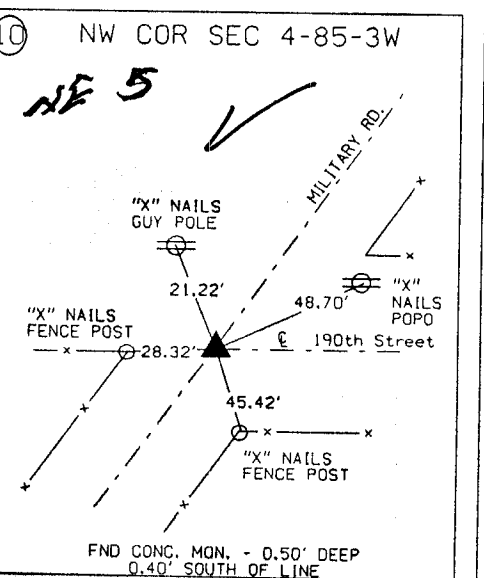 10 NW COR SEC 4-85-3W
NE 5
MILITARY RD.
"X" NAILS
GUY POLE
21.22'
48.70'
"X"
NAILS
POPO
"X" NAILS
FENCE POST
28.32'
℄ 190th Street
45.42'
"X" NAILS
FENCE POST
FND CONC. MON. - 0.50' DEEP
0.40' SOUTH OF LINE